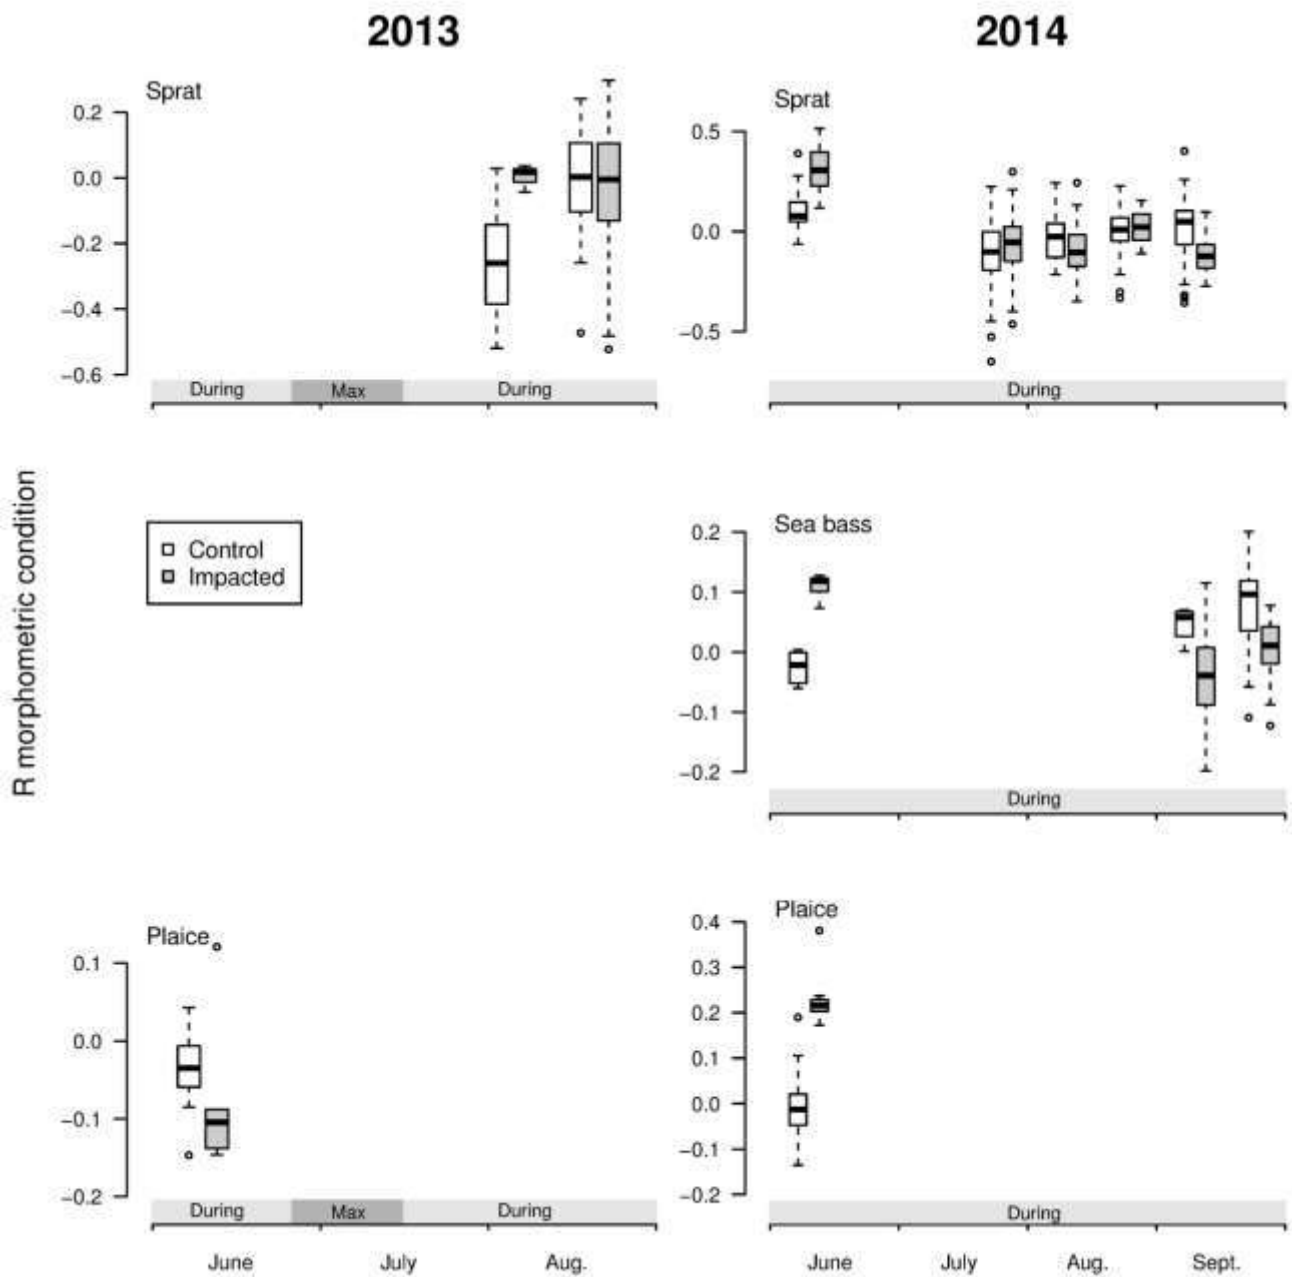 2013
2014
Sprat
0.2
0.0
−0.2
−0.4
−0.6
During
Max
During
Sprat
0.5
0.0
−0.5
During
R morphometric condition
Control
Impacted
Sea bass
0.2
0.1
0.0
−0.1
−0.2
During
Plaice
0.1
0.0
−0.1
−0.2
During
Max
During
June
July
Aug.
Plaice
0.4
0.3
0.2
0.1
0.0
−0.1
−0.2
During
June
July
Aug.
Sept.